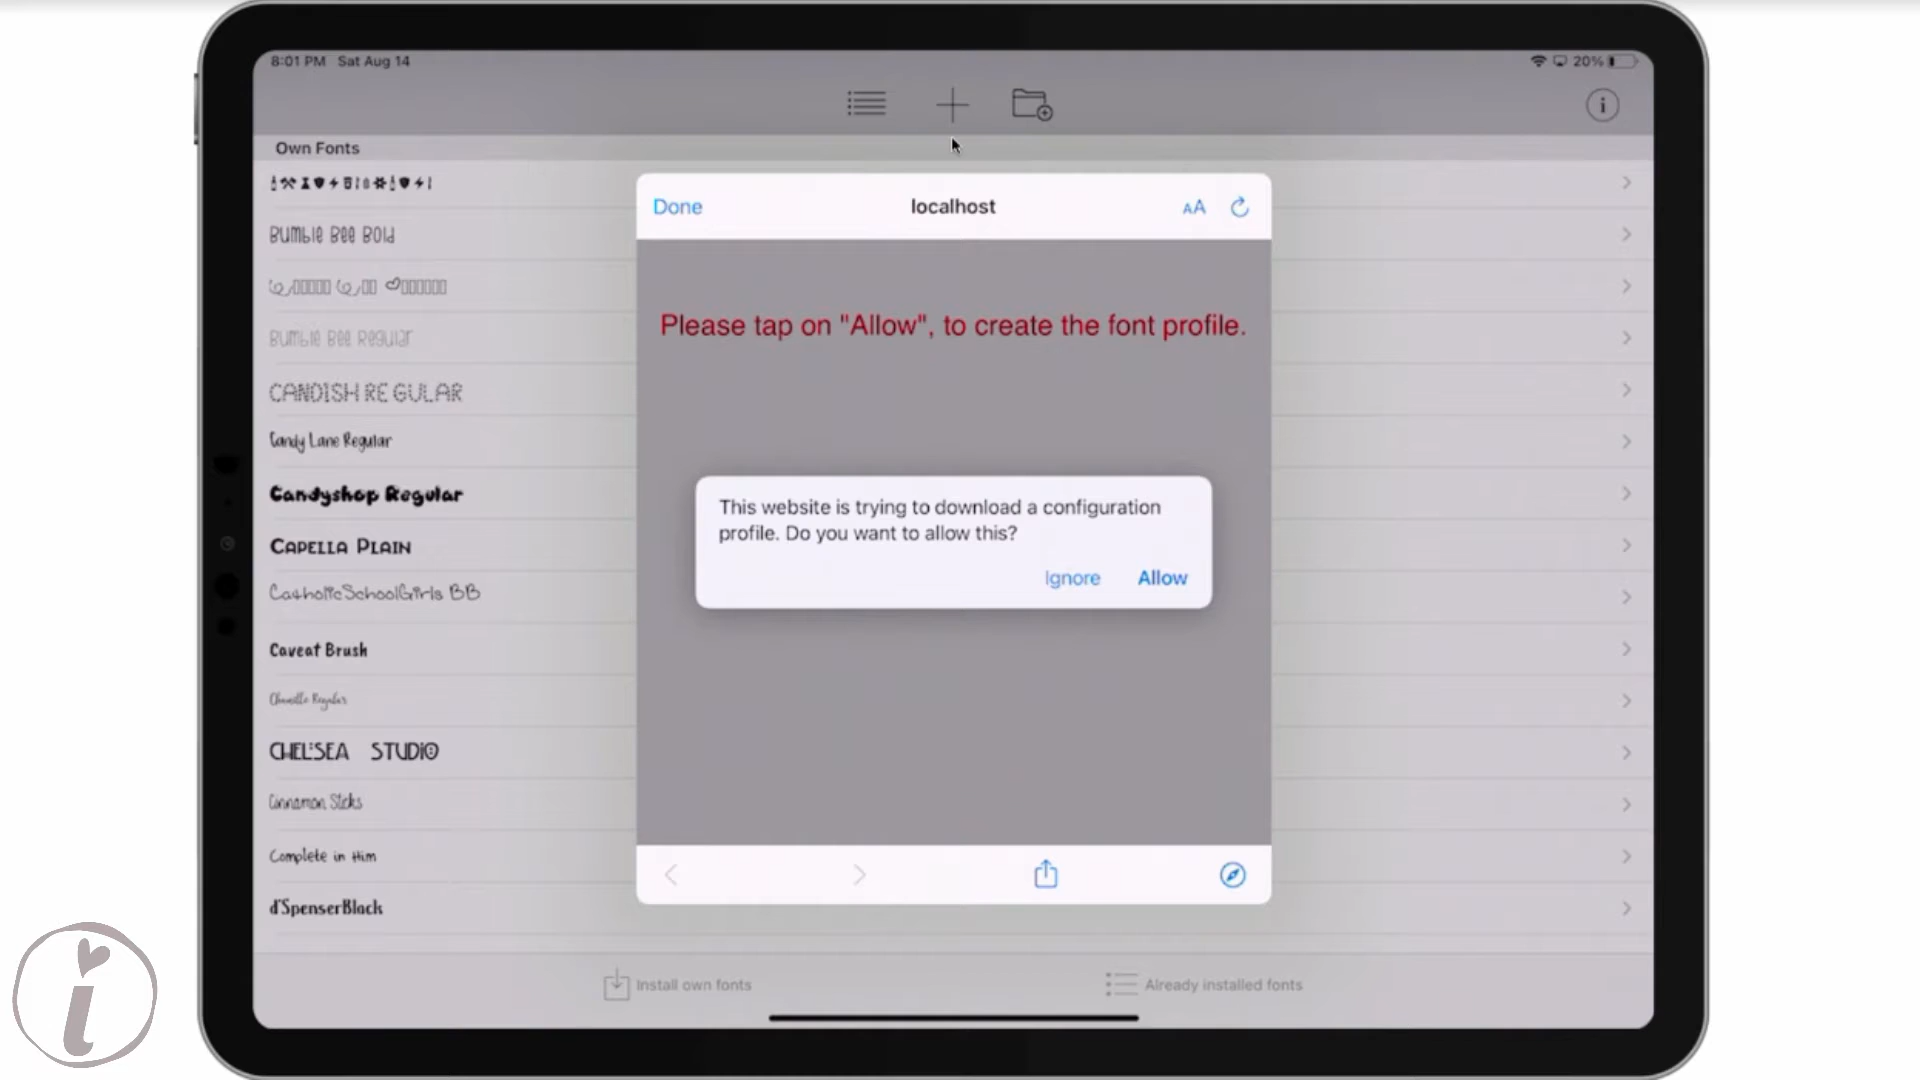 8:01 PM Sat Aug 14
20%
Own Fonts
Bumble Bee Bold
Bumble Bee Regular
CANDISH REGULAR
Candy Lane Regular
Candyshop Regular
CAPELLA PLAIN
CatholicSchoolGirls BB
Caveat Brush
Chanille Regular
CHELSEA STUDIO
Cinnamon Sticks
Complete in Him
d'SpenserBlack
Done
localhost
AA
Please tap on "Allow", to create the font profile.
This website is trying to download a configuration
profile. Do you want to allow this?
Ignore Allow
Install own fonts
Already installed fonts
i